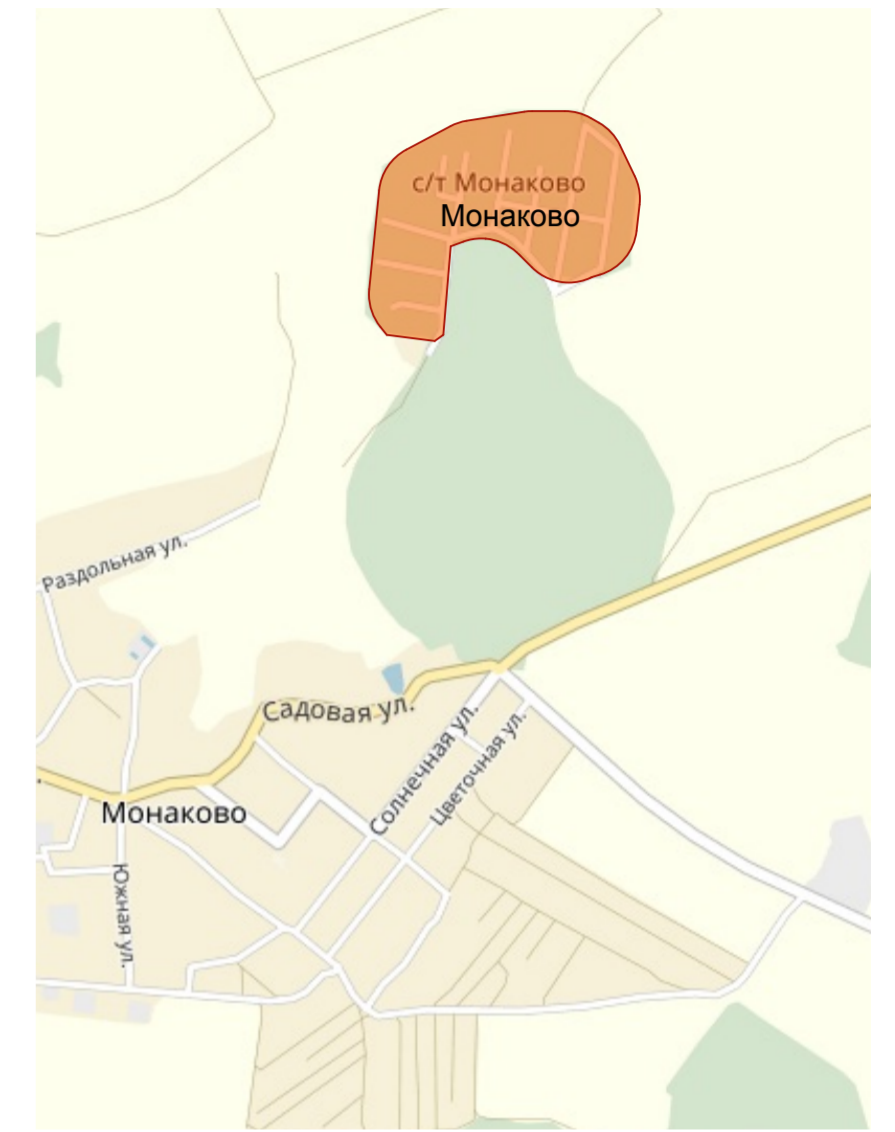 с/т Монаково
Монаково
Раздольная ул.
Садовая ул.
Солнечная ул.
Цветочная ул.
Монаково
Южная ул.